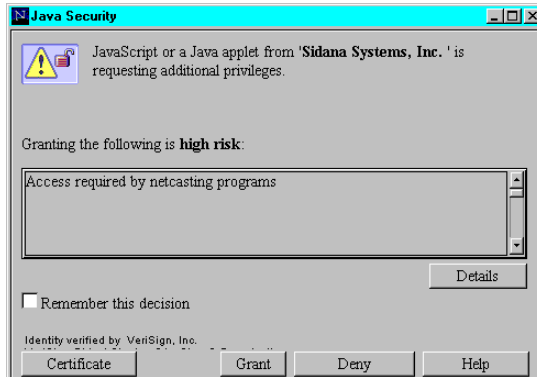 Java Security
JavaScript or a Java applet from 'Sidana Systems, Inc. ' is
requesting additional privileges.
Granting the following is high risk:
Access required by netcasting programs
Details
Remember this decision
Identity verified by VeriSign, Inc.
Certificate Grant Deny Help